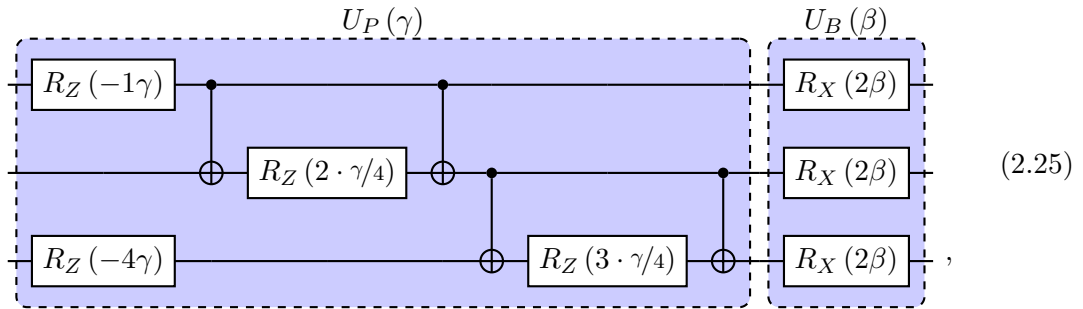 U_P (γ) U_B (β)
R_Z (−1γ) R_X (2β)
R_Z (2 · γ/4) R_X (2β) (2.25)
R_Z (−4γ) R_Z (3 · γ/4) R_X (2β) ,